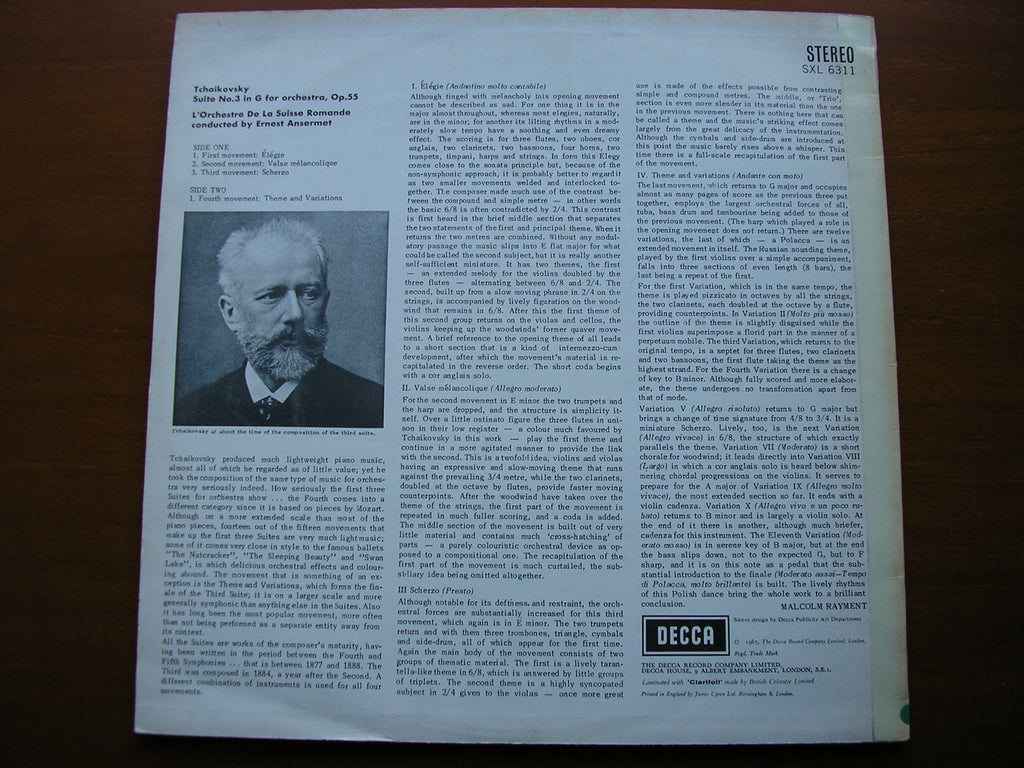 STEREO
SXL 6311
Tchaikovsky
Suite No.3 in G for orchestra, Op.55
L'Orchestre De La Suisse Romande
conducted by Ernest Ansermet
SIDE ONE
1. First movement: Élégie
2. Second movement: Valse mélancolique
3. Third movement: Scherzo
SIDE TWO
1. Fourth movement: Theme and Variations
Tchaikovsky at about the time of the composition of the third suite.
Tchaikovsky produced much lightweight piano music,
almost all of which he regarded as of little value; yet he
took the composition of the same type of music for orches-
tra very seriously indeed. How seriously the first three
Suites for orchestra show ... the Fourth comes into a
different category since it is based on pieces by Mozart.
Although on a more extended scale than most of the
piano pieces, fourteen out of the fifteen movements that
make up the first three Suites are very much light music;
some of it comes very close in style to the famous ballets
"The Nutcracker", "The Sleeping Beauty" and "Swan
Lake", in which delicious orchestral effects and colour-
ing abound. The movement that is something of an ex-
ception is the Theme and Variations, which forms the fin-
ale of the Third Suite; it is on a larger scale and more
generally symphonic than anything else in the Suites. Also
it has long been the most popular movement, more often
than not being perfomed as a separate entity away from
its context.
All the Suites are works of the composer's maturity, hav-
ing been written in the period between the Fourth and
Fifth Symphonies ... that is between 1877 and 1888. The
Third was composed in 1884, a year after the Second. A
different combination of instruments is used for all four
movements.
I. Élégie (Andantino molto cantabile)
Although tinged with melancholy this opening movement
cannot be described as sad. For one thing it is in the
major almost throughout, whereas most elegies, naturally,
are in the minor; for another its lilting rhythms in a mod-
erately slow tempo have a soothing and even dreamy
effect. The scoring is for three flutes, two oboes, cor
anglais, two clarinets, two bassoons, four horns, two
trumpets, timpani, harps and strings. In form this Elegy
comes close to the sonata principle but, because of the
non-symphonic approach, it is probably better to regard it
as two smaller movements welded and interlocked to-
gether. The composer made much use of the contrast be-
tween the compound and simple metre — in other words
the basic 6/8 is often contradicted by 2/4. This contrast
is first heard in the brief middle section that separates
the two statements of the first and principal theme. When it
returns the two metres are combined. Without any modul-
atory passage the music slips into E flat major for what
could be called the second subject, but it is really another
self-sufficient miniature. It has two themes, the first
— an extended melody for the violins doubled by the
three flutes — alternating between 6/8 and 2/4. The
second, built up from a slow moving phrase in 2/4 on the
strings, is accompanied by lively figuration on the wood-
wind that remains in 6/8. After this the first theme of
this second group returns on the violas and cellos, the
violins keeping up the woodwinds' former quaver move-
ment. A brief reference to the opening theme of all leads
to a short section that is a kind of intermezzo-cum
development, after which the movement's material is re-
capitulated in the reverse order. The short coda begins
with a cor anglais solo.
II. Valse mélancolique (Allegro moderato)
For the second movement in E minor the two trumpets and
the harp are dropped, and the structure is simplicity it-
self. Over a little ostinato figure the three flutes in uni-
son in their low register — a colour much favoured by
Tchaikovsky in this work — play the first theme and
continue in a more agitated manner to provide the link
with the second. This is a twofold idea, violins and violas
having an expressive and slow-moving theme that runs
against the prevailing 3/4 metre, while the two clarinets,
doubled at the octave by flutes, provide faster moving
counterpoints. After the woodwind have taken over the
theme of the strings, the first part of the movement is
repeated in much fuller scoring, and a coda is added.
The middle section of the movement is built out of very
little material and contains much 'cross-hatching' of
parts — a purely colouristic orchestral device as op-
posed to a compositional one. The recapitulation of the
first part of the movement is much curtailed, the sub-
sidiary idea being omitted altogether.
III Scherzo (Presto)
Although notable for its deftness and restraint, the orch-
estral forces are substantially increased for this third
movement, which again is in E minor. The two trumpets
return and with them three trombones, triangle, cymbals
and side-drum, all of which appear for the first time.
Again the main body of the movement consists of two
groups of thematic material. The first is a lively taran-
tella-like theme in 6/8, which is answered by little groups
of triplets. The second theme is a highly syncopated
subject in 2/4 given to the violas — once more great
use is made of the effects possible from contrasting
simple and compound metres. The middle, or 'Trio',
section is even more slender in its material than the one
in the previous movement. There is nothing here that can
be called a theme and the music's striking effect comes
largely from the great delicacy of the instrumentation.
Although the cymbals and side-drum are introduced at
this point the music barely rises above a whisper. This
time there is a full-scale recapitulation of the first part
of the movement.
IV. Theme and variations (Andante con moto)
The last movement, which returns to G major and occupies
almost as many pages of score as the previous three put
together, employs the largest orchestral forces of all,
tuba, bass drum and tambourine being added to those of
the previous movement. (The harp which played a role in
the opening movement does not return.) There are twelve
variations, the last of which — a Polacca — is an
extended movement in itself. The Russian sounding theme,
played by the first violins over a simple accompaniment,
falls into three sections of even length (8 bars), the
last being a repeat of the first.
For the first Variation, which is in the same tempo, the
theme is played pizzicato in octaves by all the strings,
the two clarinets, each doubled at the octave by a flute,
providing counterpoints. In Variation II (Molto più mosso)
the outline of the theme is slightly disguised while the
first violins superimpose a florid part in the manner of a
perpetuum mobile. The third Variation, which returns to the
original tempo, is a septet for three flutes, two clarinets
and two bassoons, the first flute taking the theme as the
highest strand. For the Fourth Variation there is a change
of key to B minor. Although fully scored and more elabor-
ate, the theme undergoes no transformation apart from
that of mode.
Variation V (Allegro risoluto) returns to G major but
brings a change of time signature from 4/8 to 3/4. It is a
miniature Scherzo. Lively, too, is the next Variation
(Allegro vivace) in 6/8, the structure of which exactly
parallels the theme. Variation VII (Moderato) is a short
chorale for woodwind; it leads directly into Variation VIII
(Largo) in which a cor anglais solo is heard below shim-
mering chordal progressions on the violins. It serves to
prepare for the A major of Variation IX (Allegro molto
vivace), the most extended section so far. It ends with a
violin cadenza. Variation X (Allegro vivo e un poco ru-
bato) returns to B minor and is largely a violin solo. At
the end of it there is another, although much briefer,
cadenza for this instrument. The Eleventh Variation (Mod-
erato mosso) is in serene key of B major, but at the end
the bass slips down, not to the expected G, but to F
sharp, and it is on this note as a pedal that the sub-
stantial introduction to the finale (Moderato assai—Tempo
di Polacca, molto brillante) is built. The lively rhythms
of this Polish dance bring the whole work to a brilliant
conclusion.
MALCOLM RAYMENT
DECCA
Sleeve design by Decca Publicity Art Department
© 1967, The Decca Record Company Limited, London.
Regd. Trade Mark
THE DECCA RECORD COMPANY LIMITED,
DECCA HOUSE, 9 ALBERT EMBANKMENT, LONDON, S.E.1.
Laminated with 'Clarifoil' made by British Celanese Limited
Printed in England by James Upton Ltd. Birmingham & London.